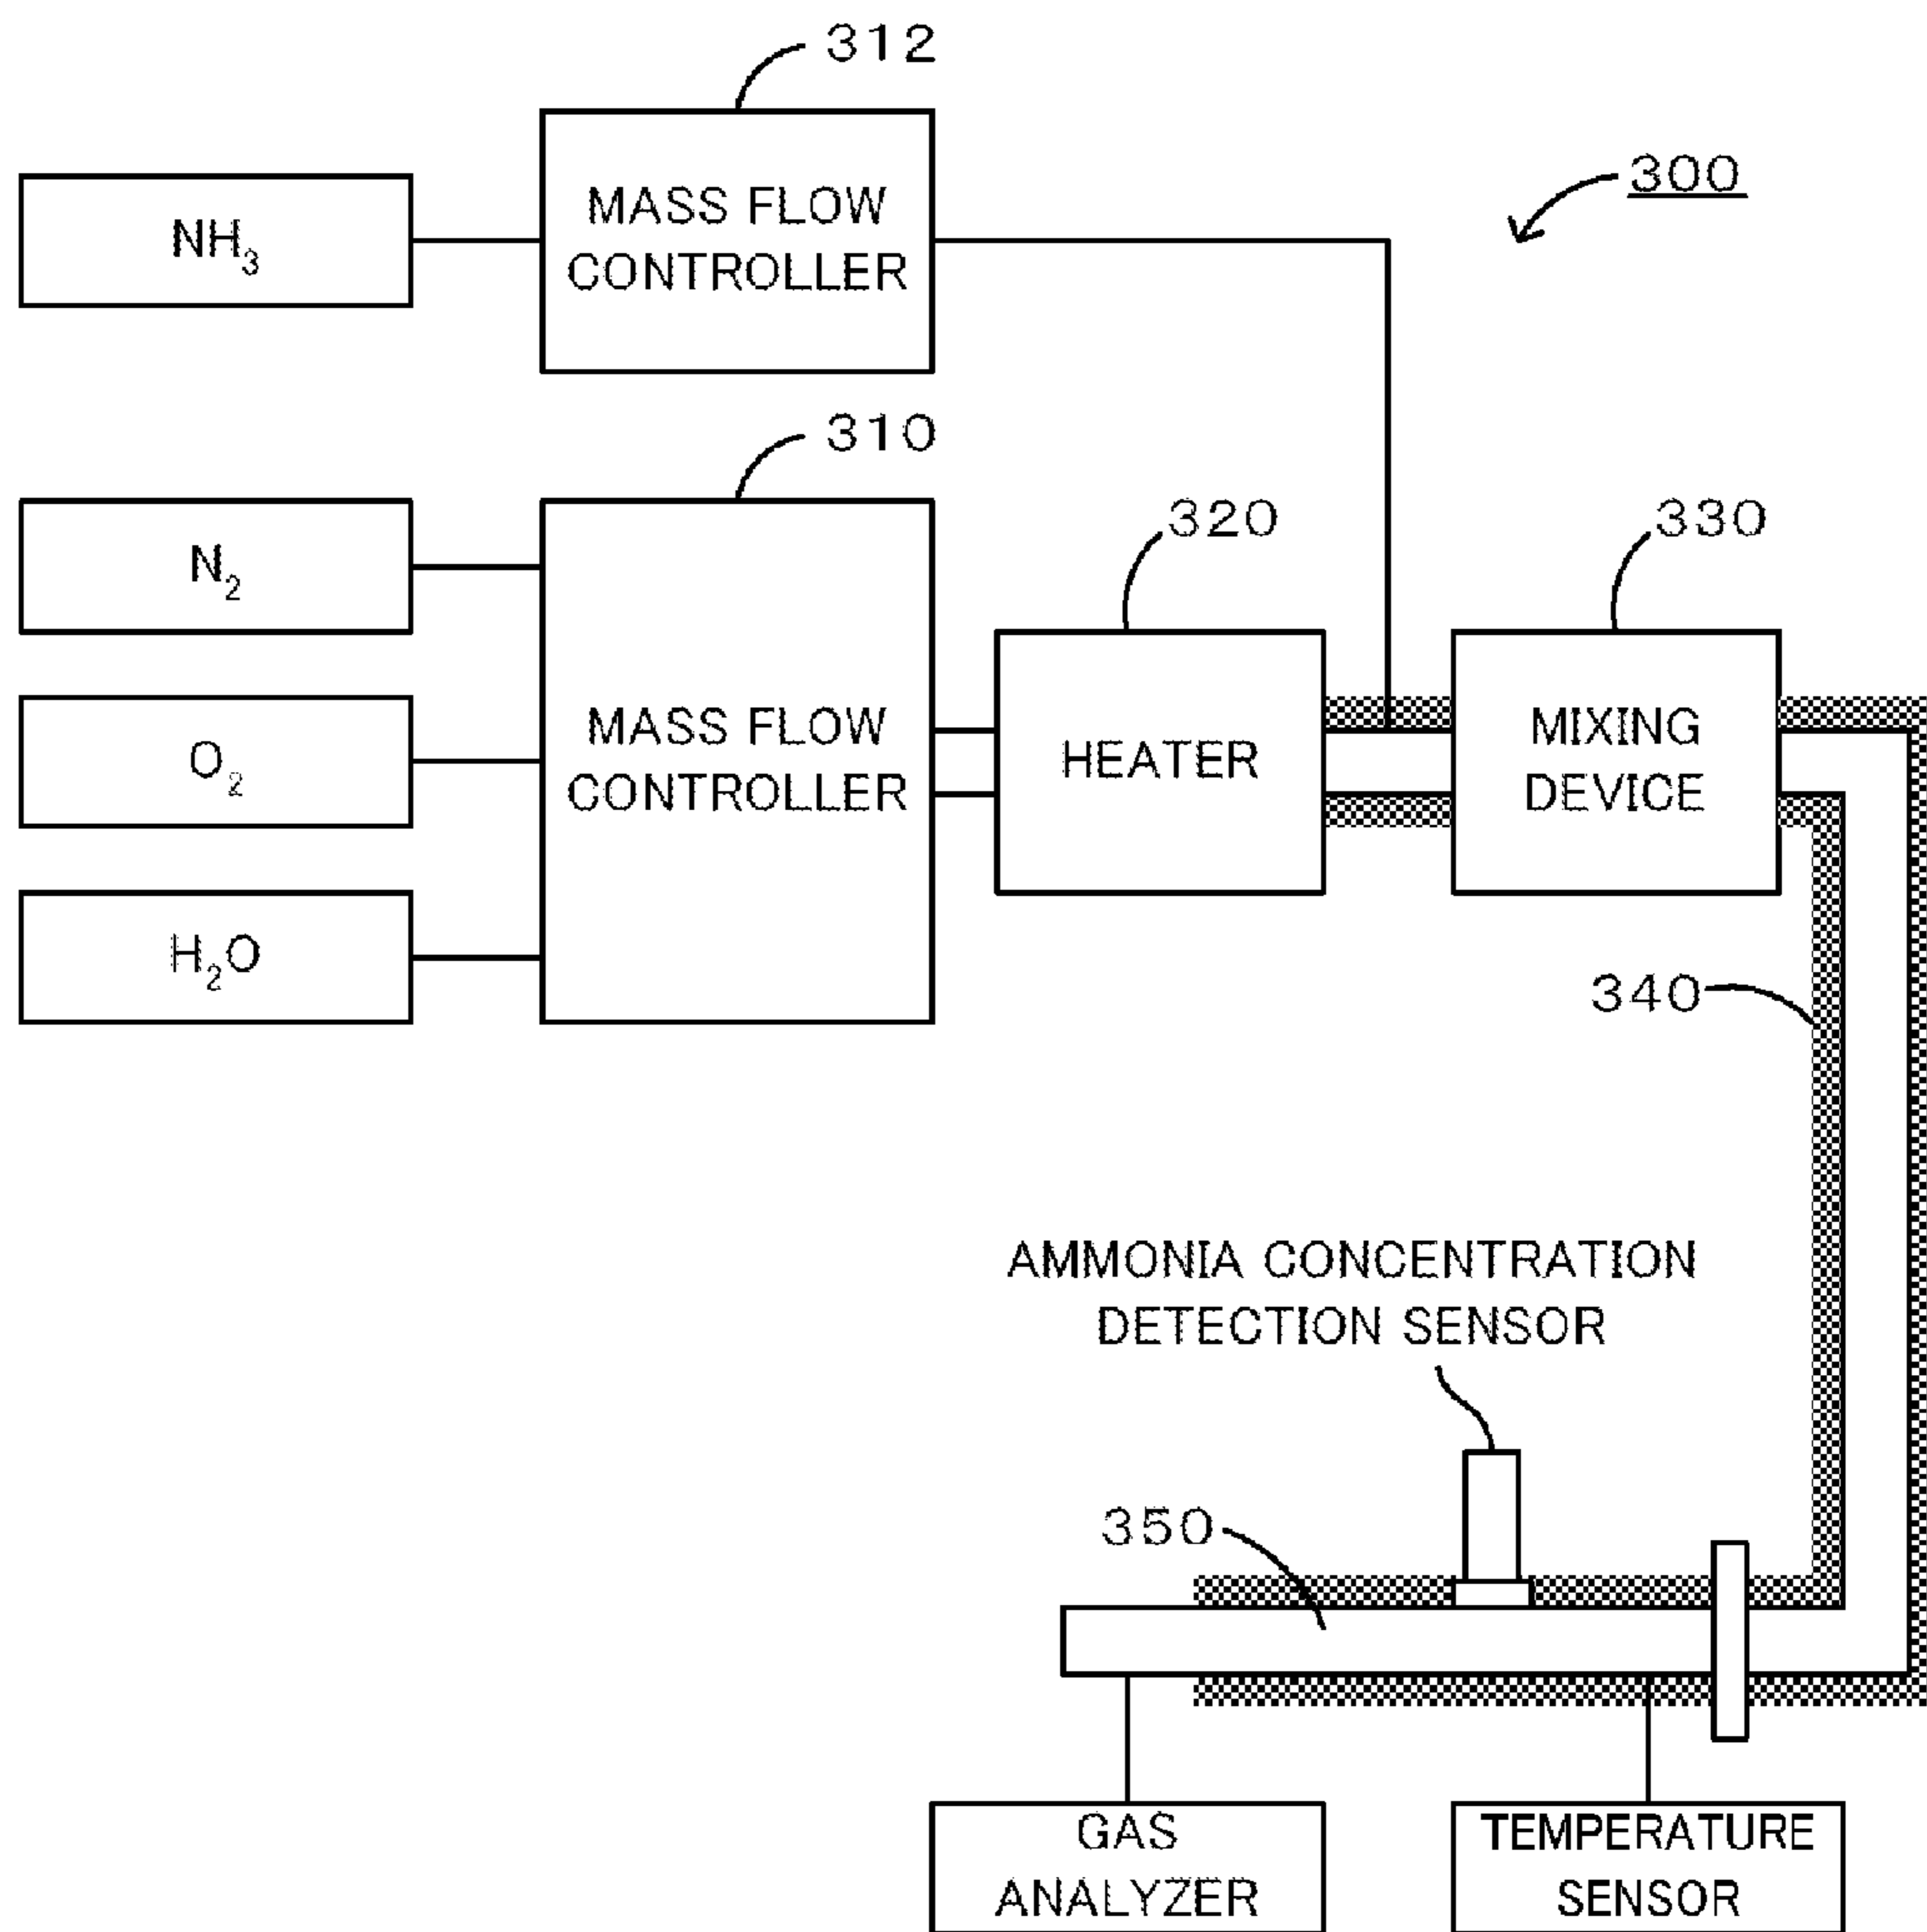 312
MASS FLOW
CONTROLLER
300
NH₃
310
N₂
320
330
MASS FLOW
CONTROLLER
HEATER
MIXING
DEVICE
O₂
H₂O
340
AMMONIA CONCENTRATION
DETECTION SENSOR
350
GAS
ANALYZER
TEMPERATURE
SENSOR